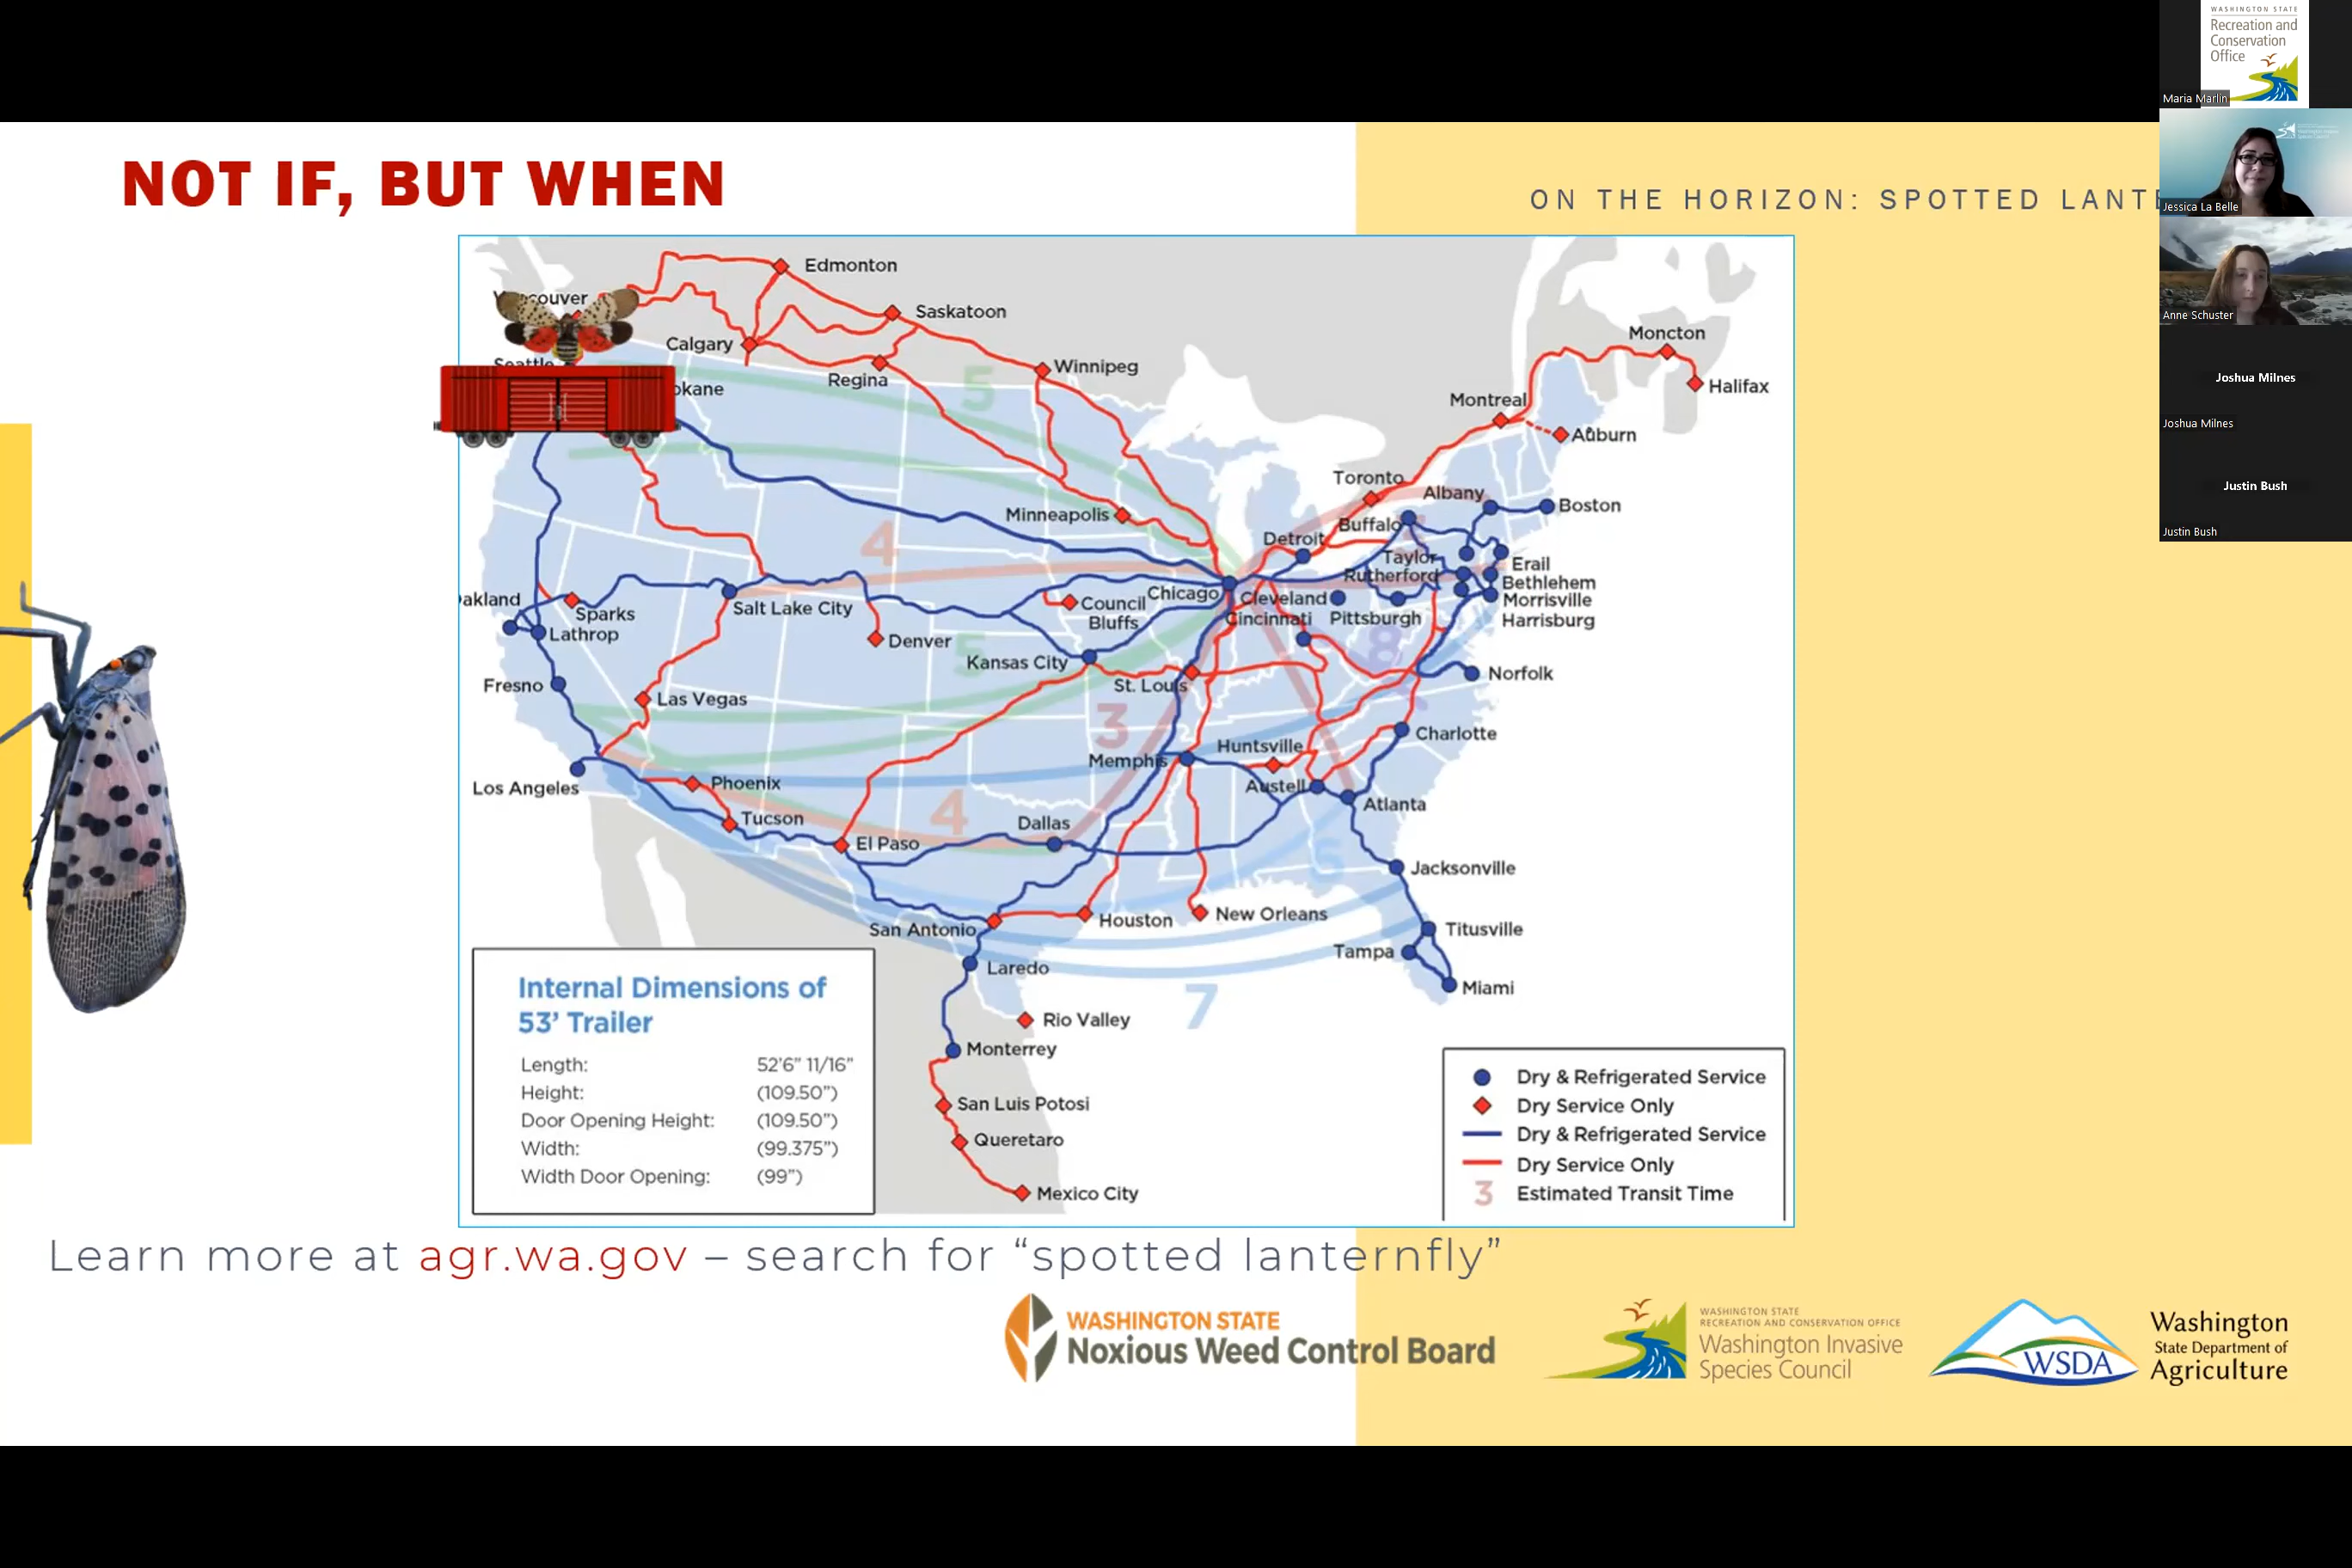 NOT IF, BUT WHEN
ON THE HORIZON: SPOTTED
Edmonton
Saskatoon
Calgary
Regina
Winnipeg
Moncton
Halifax
Montreal
Auburn
Toronto
Albany
Boston
Minneapolis
Buffalo
Detroit
Taylor
Erail
Rutherford
Bethlehem
Chicago
Cleveland
Morrisville
Cincinnati
Pittsburgh
Harrisburg
Sparks
Lathrop
Salt Lake City
Council
Bluffs
Denver
Kansas City
St. Louis
Norfolk
Fresno
Las Vegas
Charlotte
Huntsville
Memphis
Los Angeles
Phoenix
Austell
Atlanta
Tucson
Dallas
El Paso
Jacksonville
San Antonio
Houston
New Orleans
Titusville
Tampa
Laredo
Miami
Rio Valley
Monterrey
San Luis Potosi
Queretaro
Mexico City
5
4
5
3
8
4
5
7
Internal Dimensions of
53’ Trailer
Length: 52’6” 11/16”
Height: (109.50”)
Door Opening Height: (109.50”)
Width: (99.375”)
Width Door Opening: (99”)
Dry & Refrigerated Service
Dry Service Only
Dry & Refrigerated Service
Dry Service Only
3 Estimated Transit Time
Learn more at agr.wa.gov – search for “spotted lanternfly”
WASHINGTON STATE
Noxious Weed Control Board
WASHINGTON STATE
RECREATION AND CONSERVATION OFFICE
Washington Invasive
Species Council
WSDA
Washington
State Department of
Agriculture
WASHINGTON STATE
Recreation and
Conservation
Office
Maria Marlin
Jessica La Belle
Anne Schuster
Joshua Milnes
Joshua Milnes
Justin Bush
Justin Bush